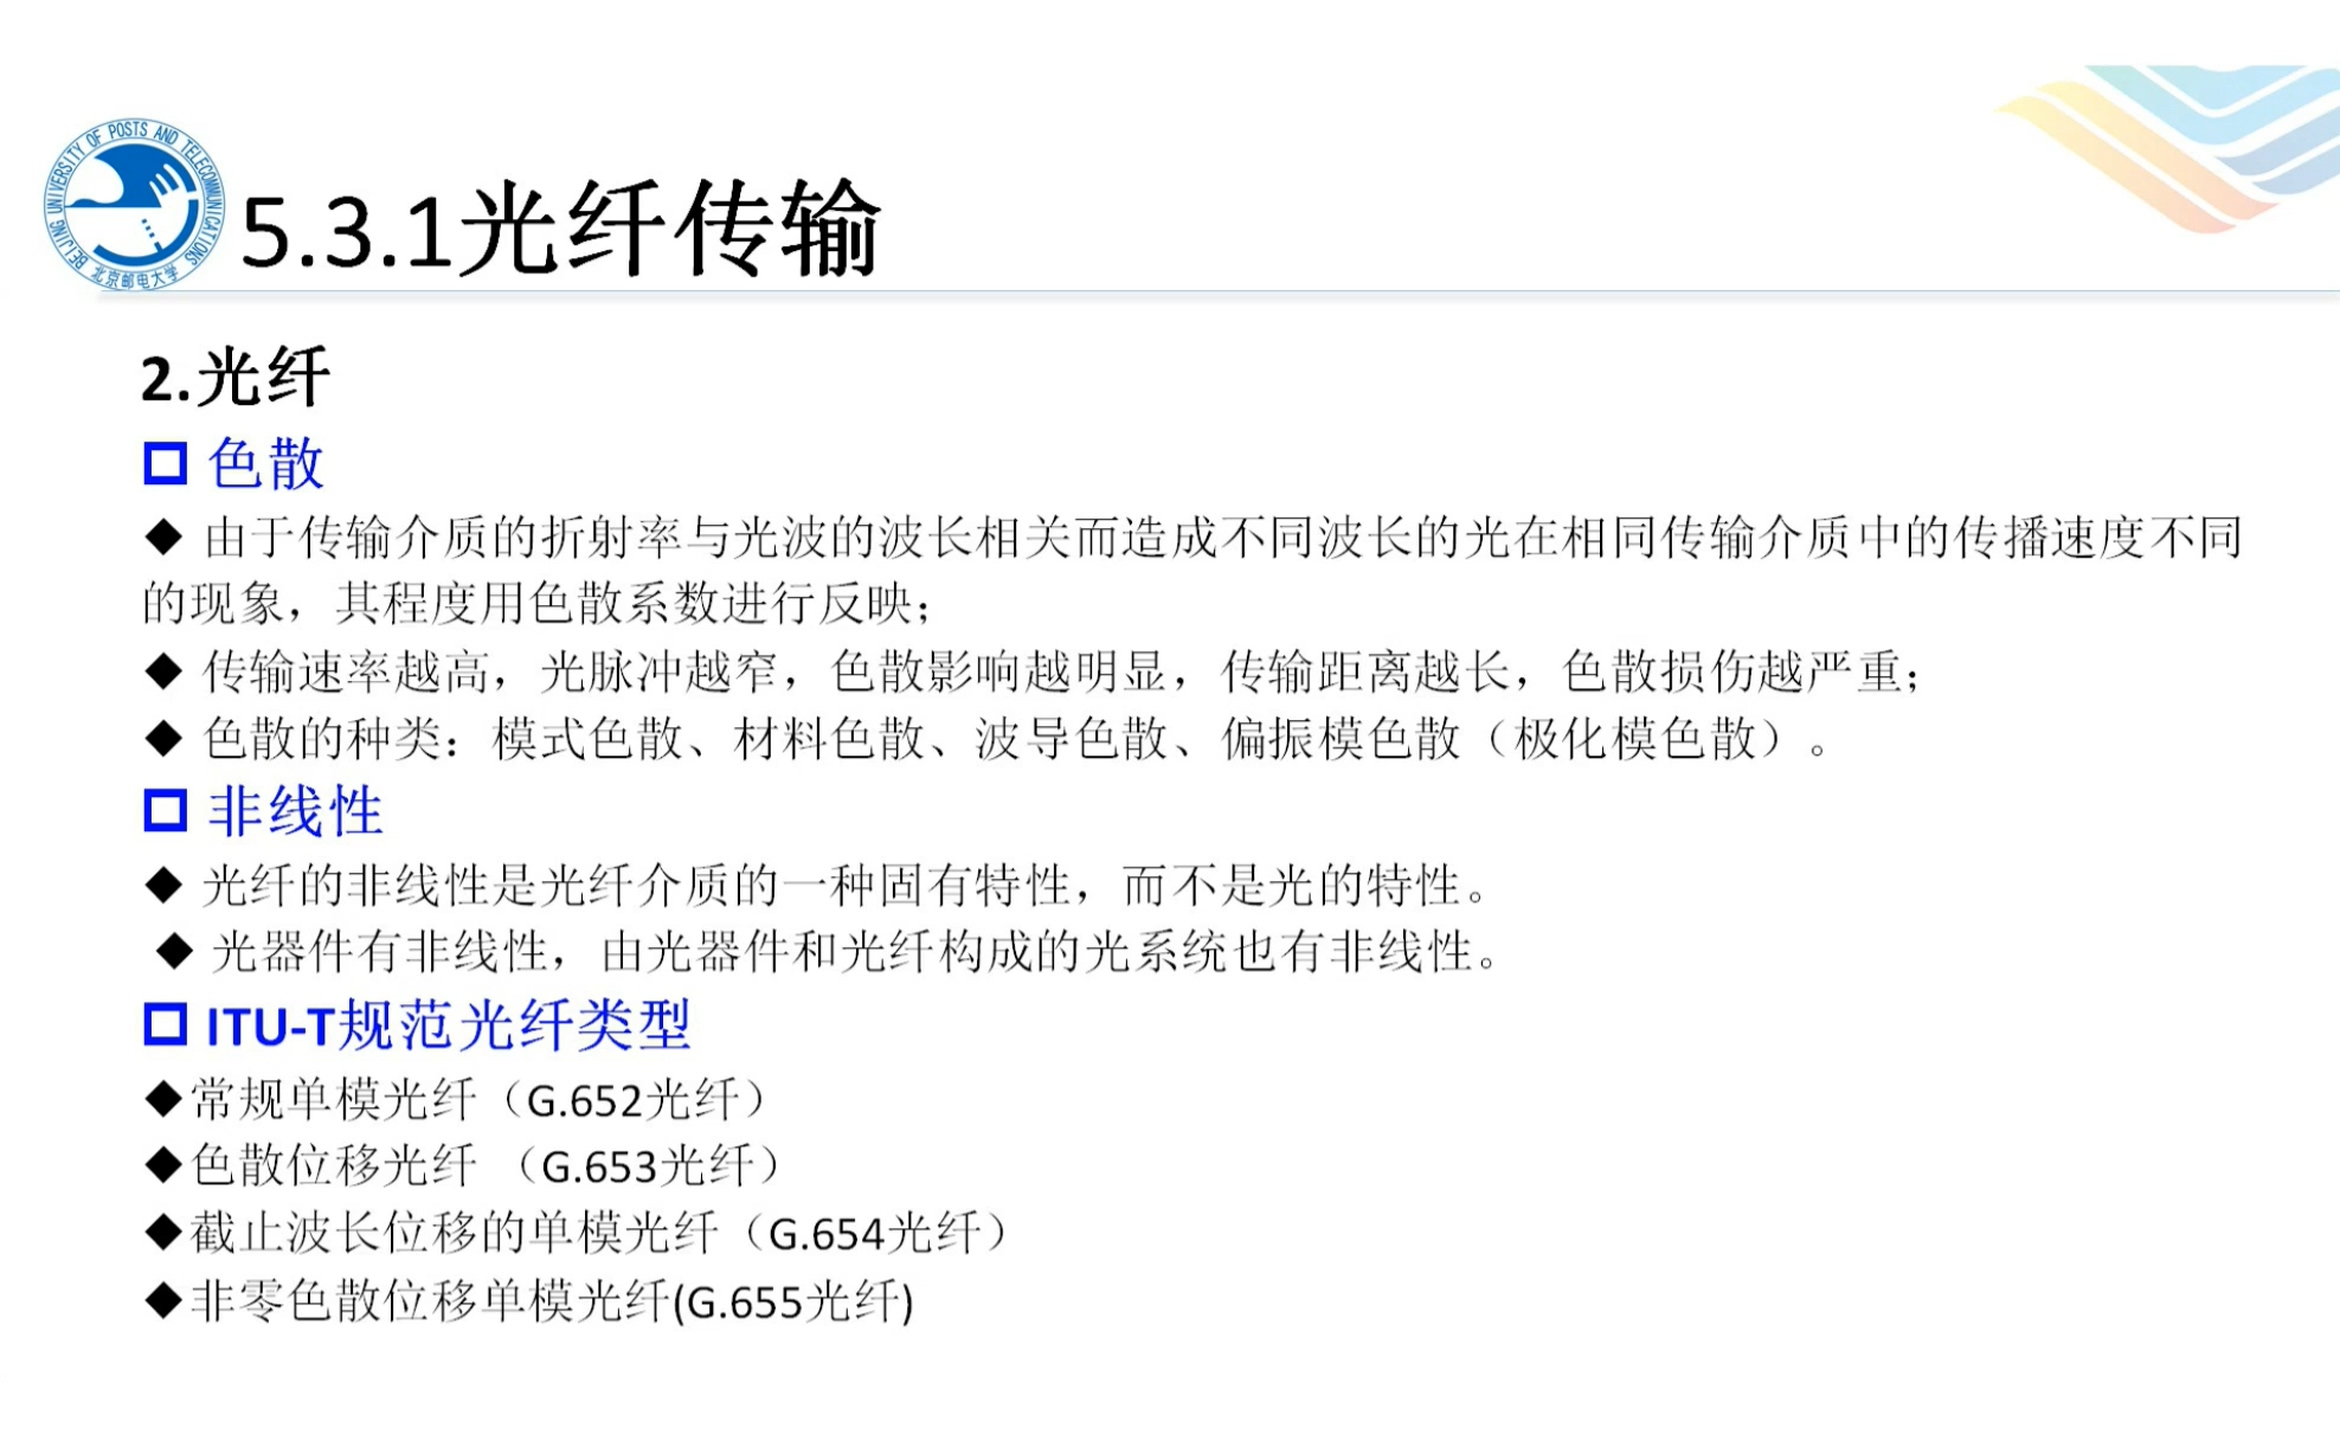 BEIJING UNIVERSITY OF POSTS AND TELECOMMUNICATIONS
北京邮电大学
5.3.1光纤传输
2.光纤
色散
◆ 由于传输介质的折射率与光波的波长相关而造成不同波长的光在相同传输介质中的传播速度不同
的现象，其程度用色散系数进行反映；
◆ 传输速率越高，光脉冲越窄，色散影响越明显，传输距离越长，色散损伤越严重；
◆ 色散的种类：模式色散、材料色散、波导色散、偏振模色散（极化模色散）。
非线性
◆ 光纤的非线性是光纤介质的一种固有特性，而不是光的特性。
◆ 光器件有非线性，由光器件和光纤构成的光系统也有非线性。
ITU-T规范光纤类型
◆常规单模光纤（G.652光纤）
◆色散位移光纤 （G.653光纤）
◆截止波长位移的单模光纤（G.654光纤）
◆非零色散位移单模光纤(G.655光纤)